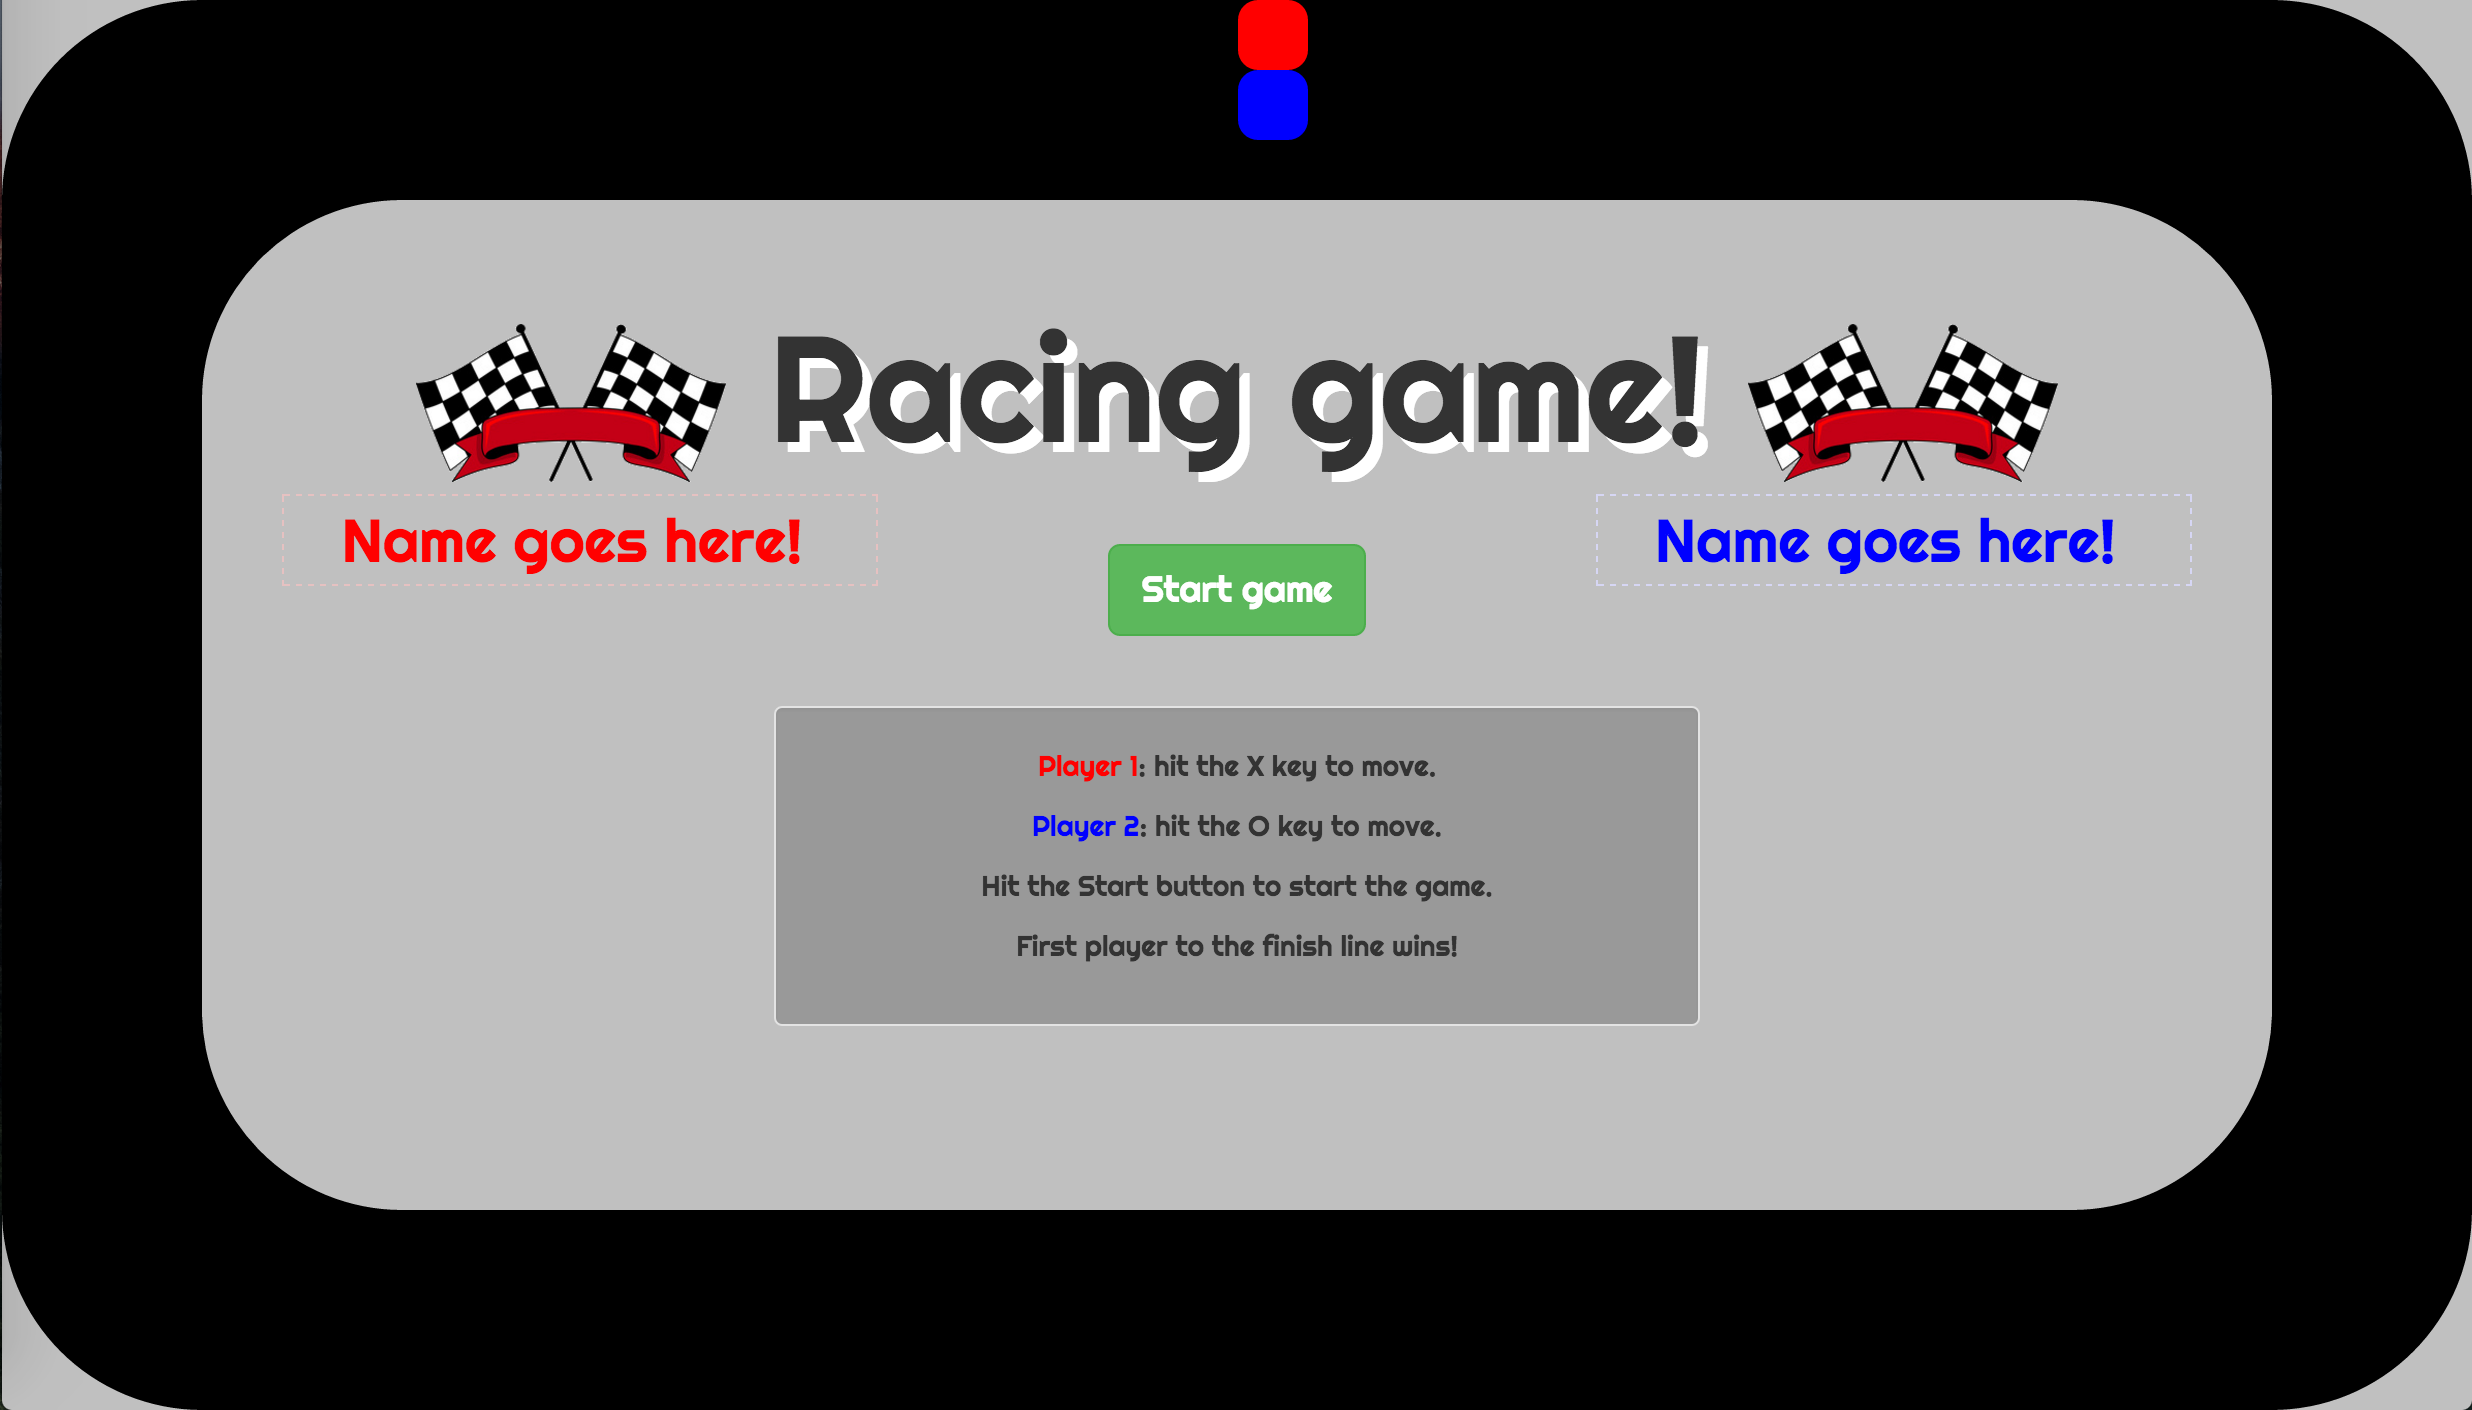 Racing game!
Name goes here!
Name goes here!
Start game
Player 1: hit the X key to move.
Player 2: hit the O key to move.
Hit the Start button to start the game.
First player to the finish line wins!